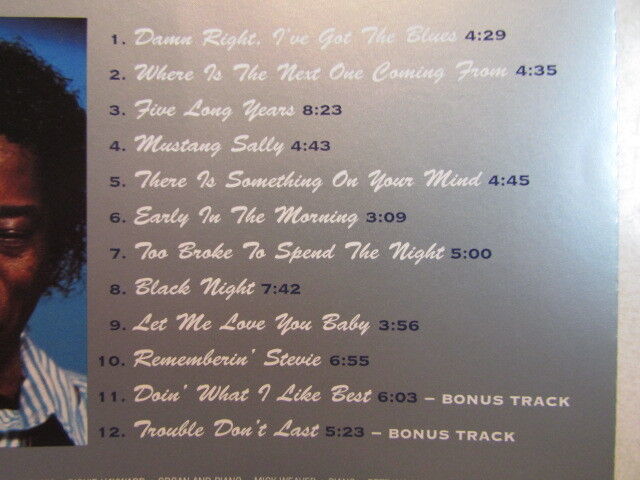 1. Damn Right, I've Got The Blues 4:29
2. Where Is The Next One Coming From 4:35
3. Five Long Years 8:23
4. Mustang Sally 4:43
5. There Is Something On Your Mind 4:45
6. Early In The Morning 3:09
7. Too Broke To Spend The Night 5:00
8. Black Night 7:42
9. Let Me Love You Baby 3:56
10. Rememberin' Stevie 6:55
11. Doin' What I Like Best 6:03 – BONUS TRACK
12. Trouble Don't Last 5:23 – BONUS TRACK